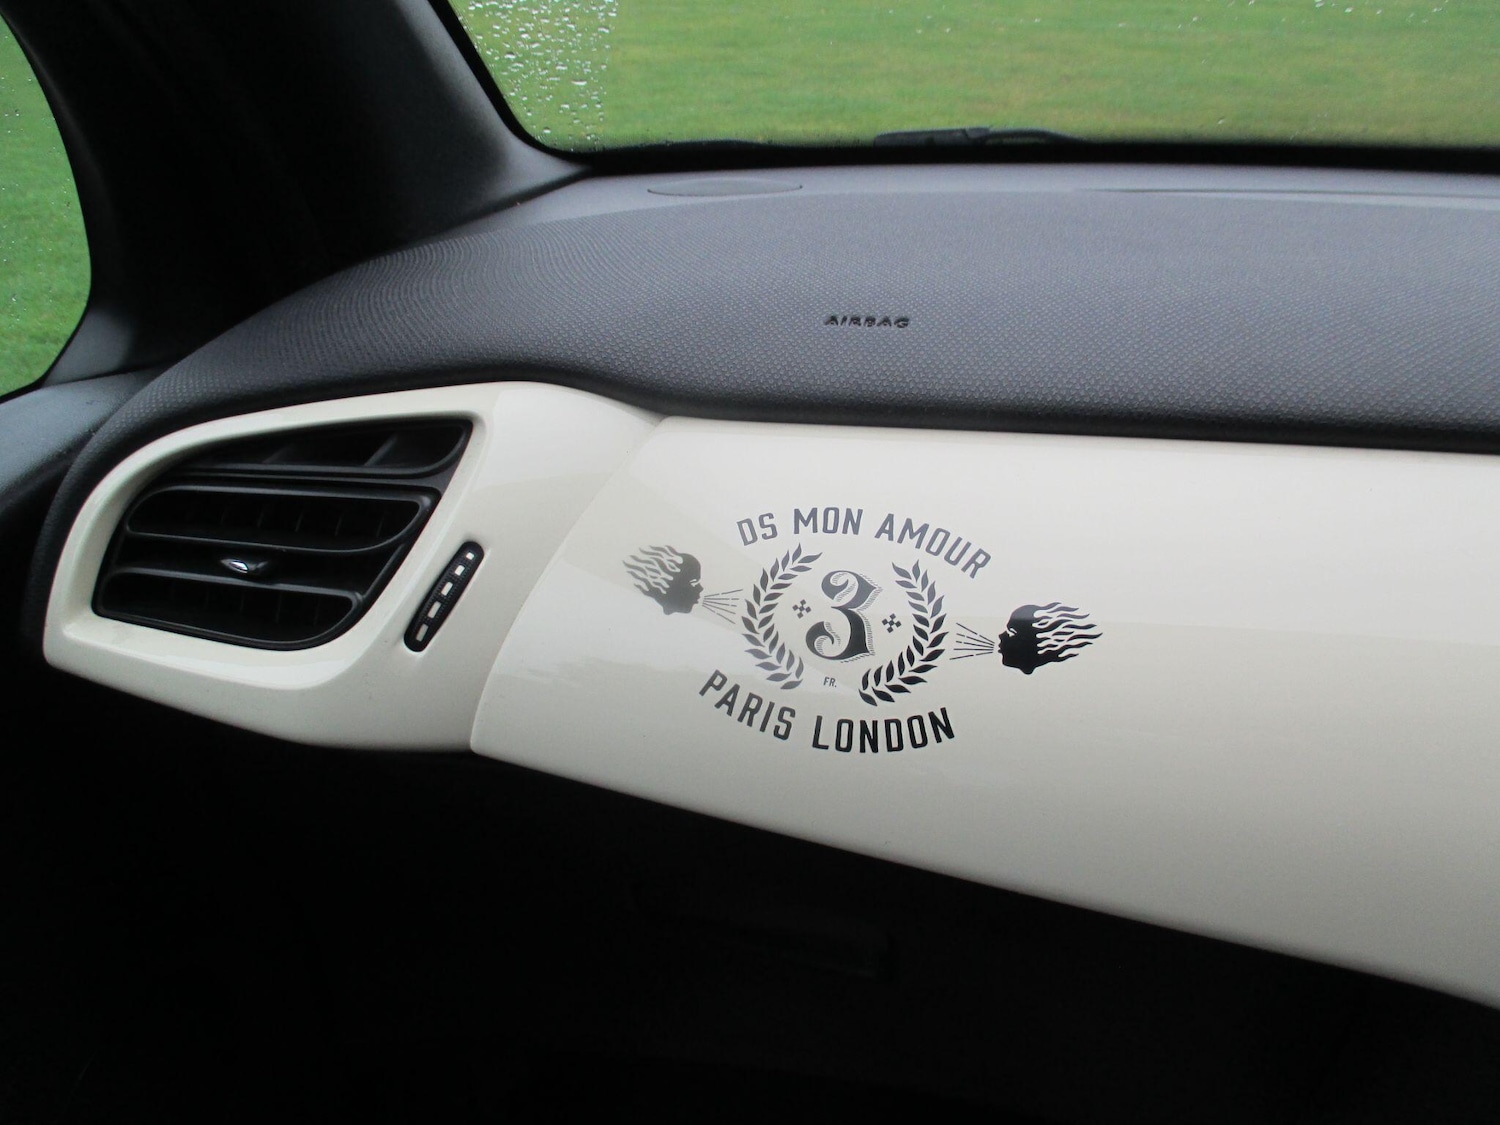 AIRBAG
DS MON AMOUR
3
FR.
PARIS LONDON